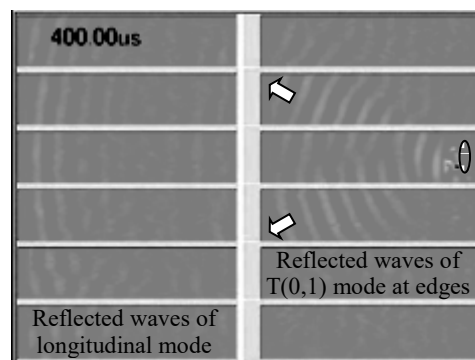 400.00us
Reflected waves of
T(0,1) mode at edges
Reflected waves of
longitudinal mode